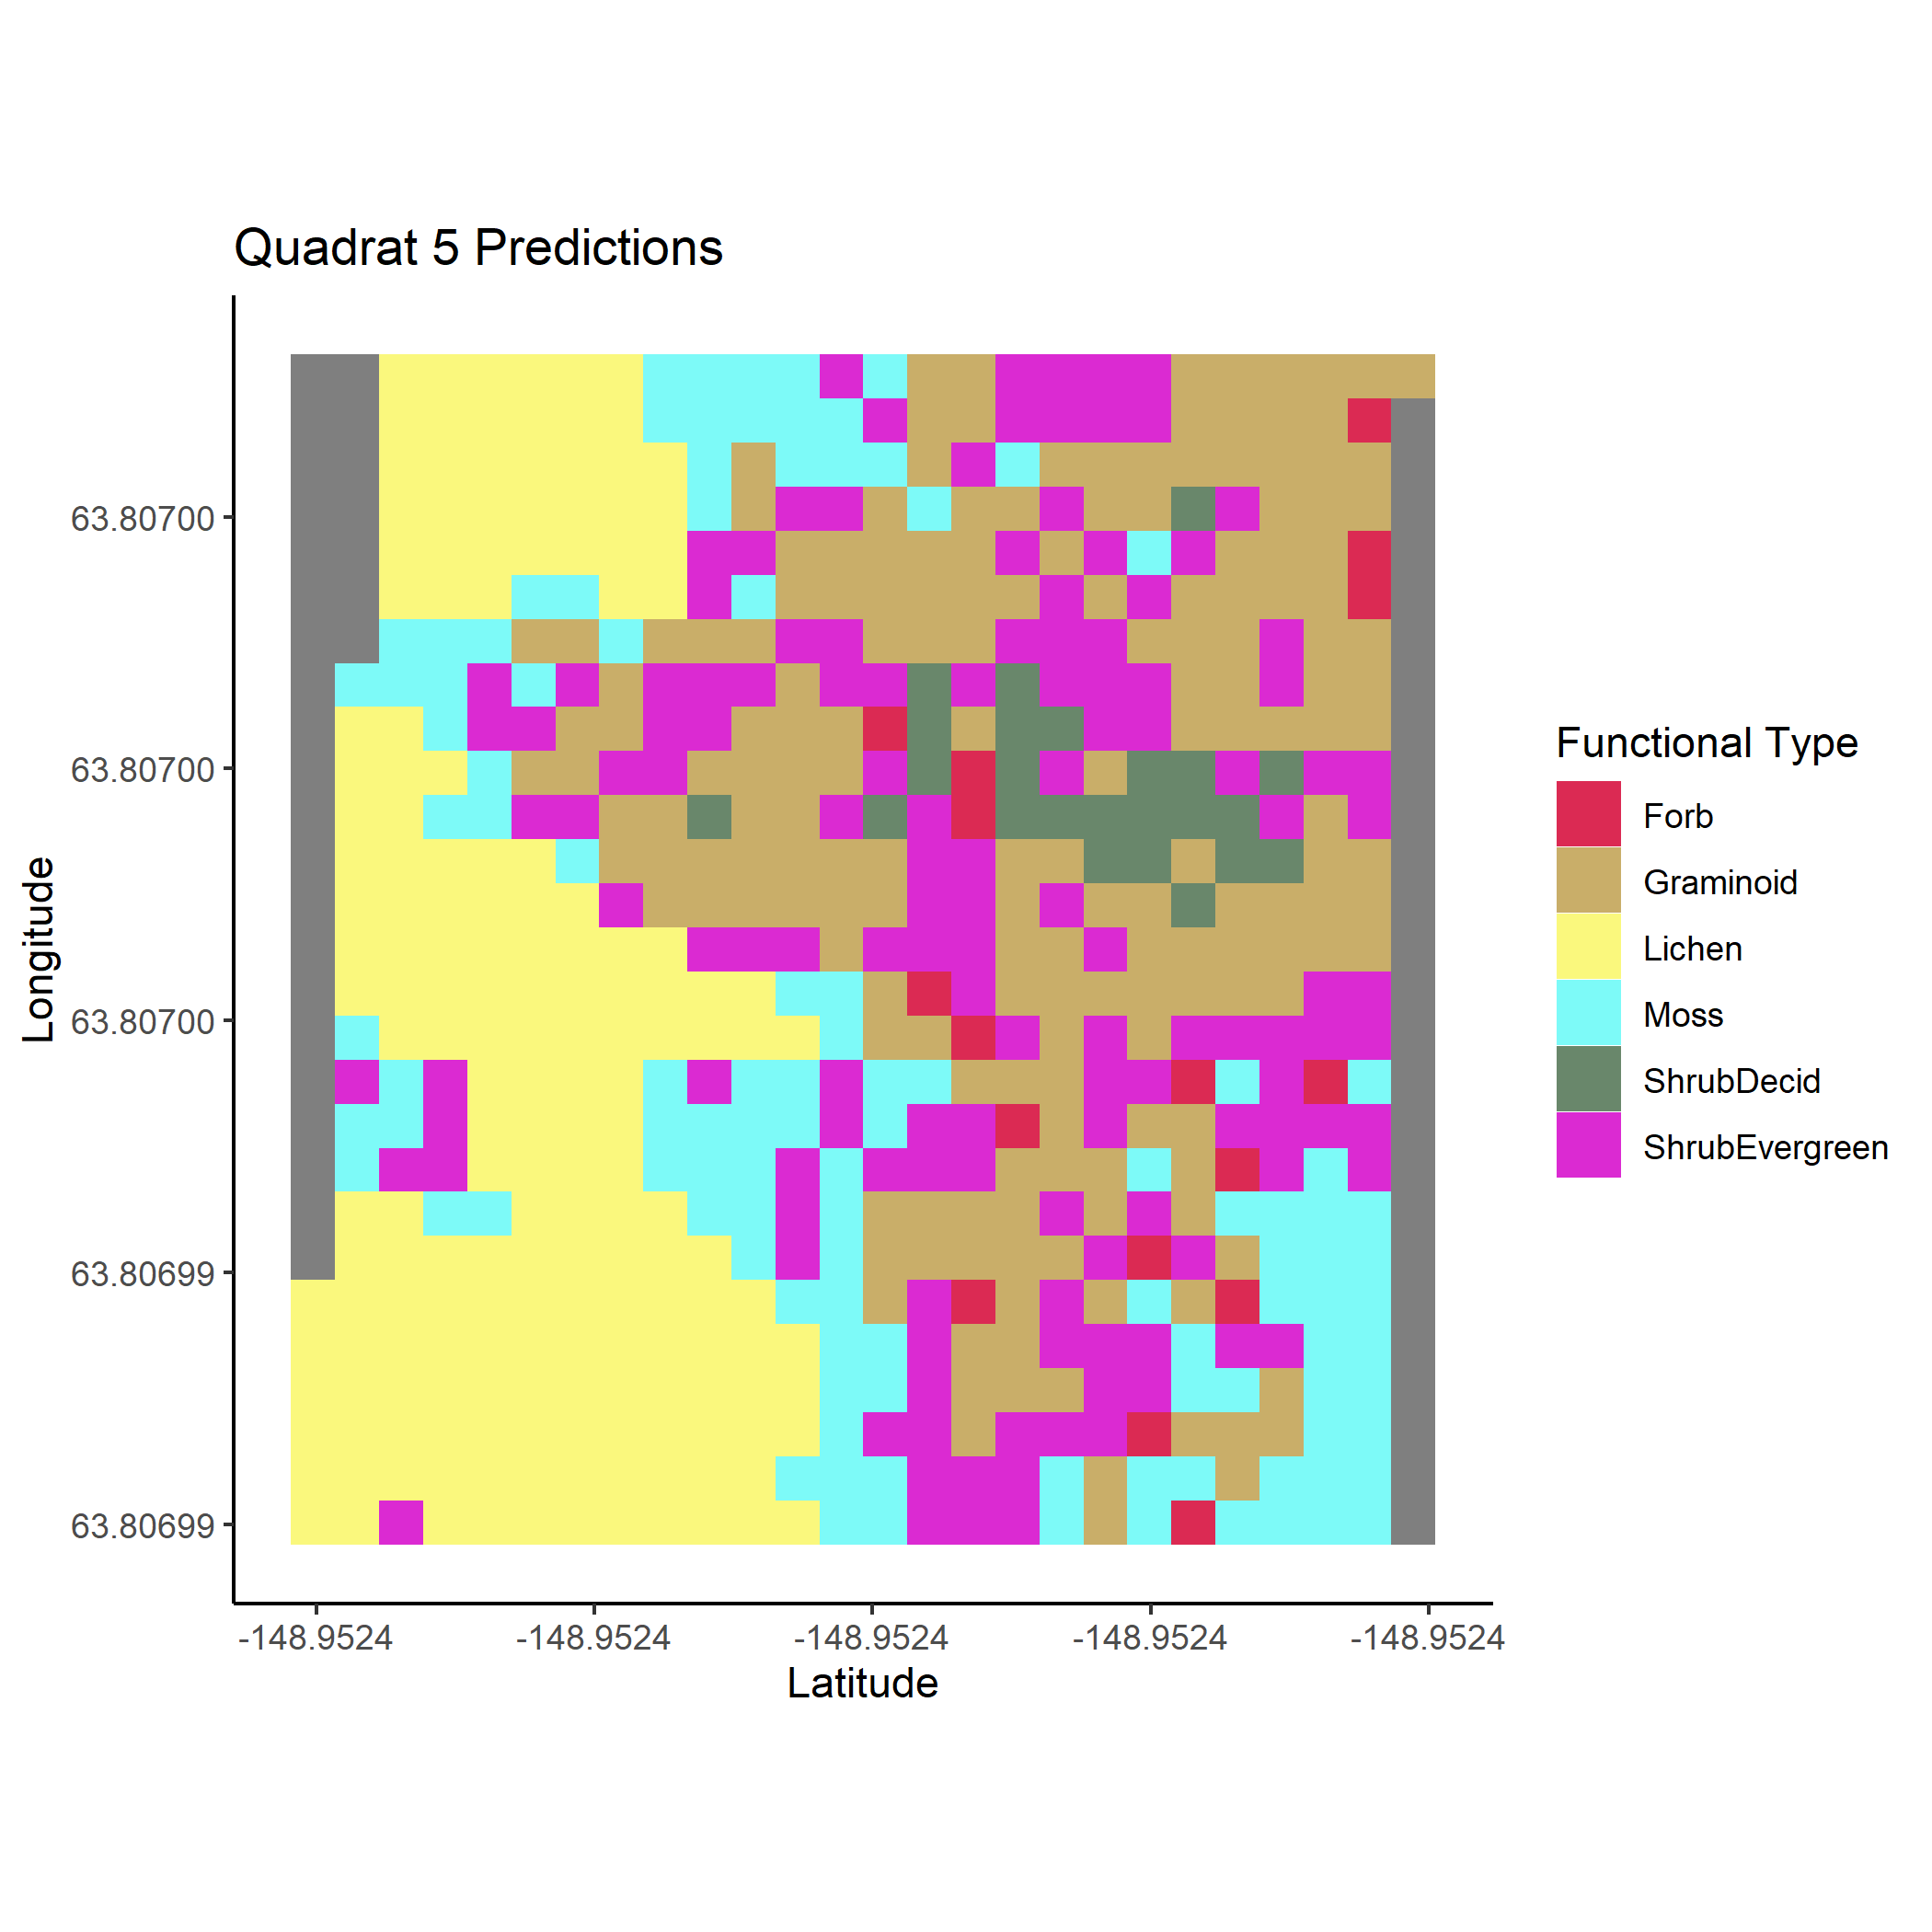 Quadrat 5 Predictions
63.80700
63.80700
63.80700
63.80699
63.80699
Longitude
-148.9524 -148.9524 -148.9524 -148.9524 -148.9524
Latitude
Functional Type
Forb
Graminoid
Lichen
Moss
ShrubDecid
ShrubEvergreen